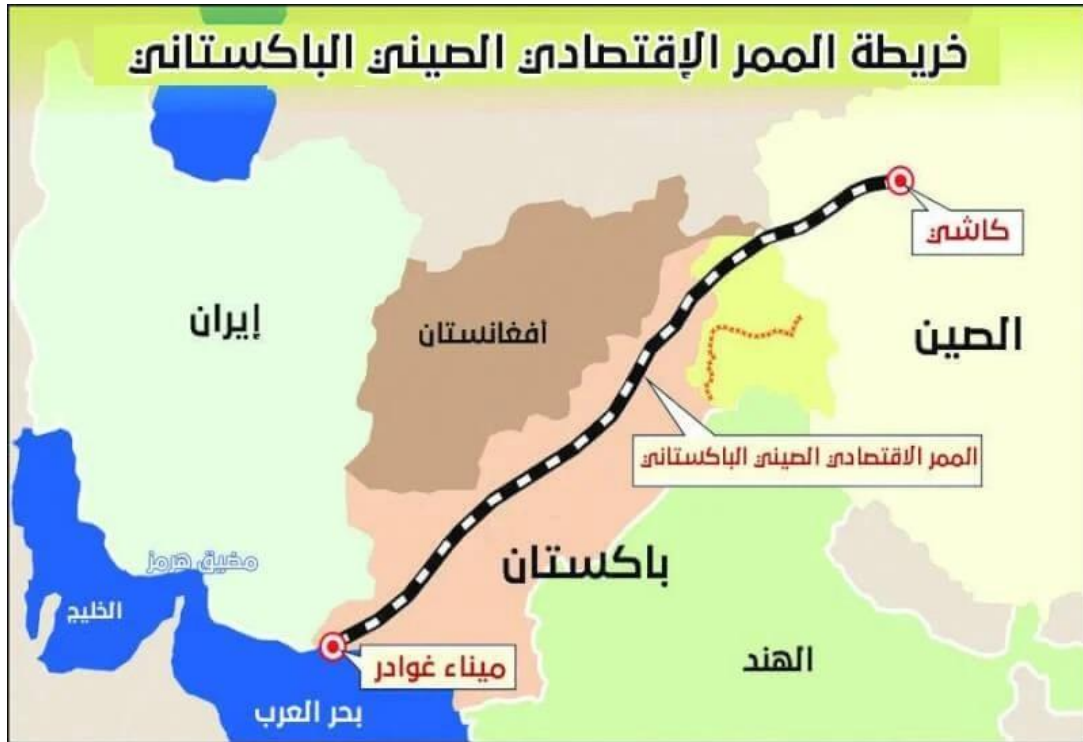 خريطة الممر الإقتصادي الصيني الباكستاني
كاشي
إيران
أفغانستان
الصين
الممر الاقتصادي الصيني الباكستاني
باكستان
مضيق هرمز
الخليج
ميناء غوادر
الهند
بحر العرب